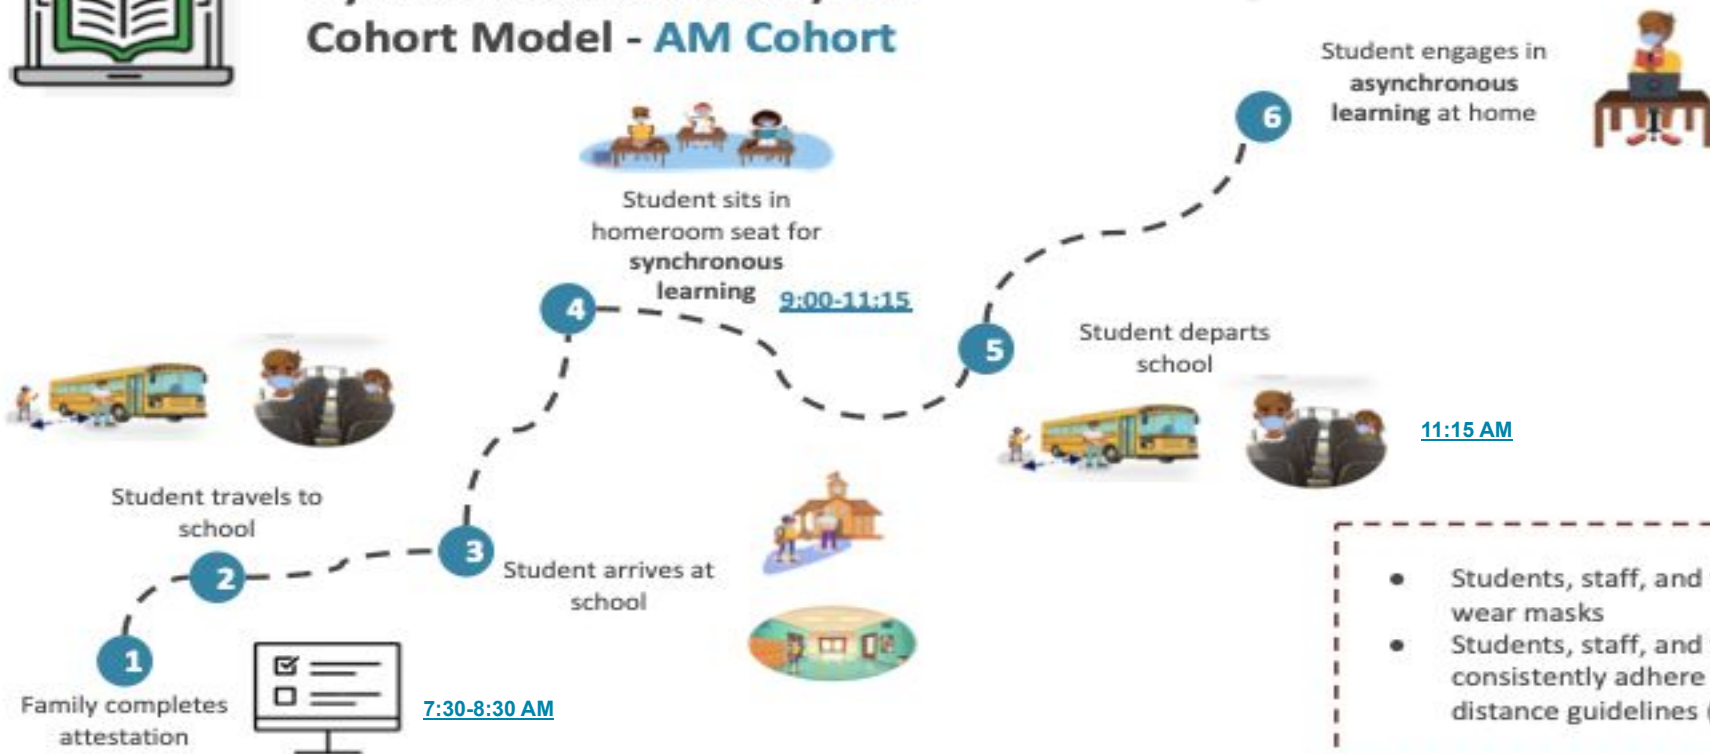 Cohort Model - AM Cohort
Student engages in
asynchronous
learning at home
6
Student sits in
homeroom seat for
synchronous
learning
9:00-11:15
4
5
Student departs
school
11:15 AM
Student travels to
school
2
3
Student arrives at
school
1
Family completes
attestation
7:30-8:30 AM
● Students, staff, and
wear masks
● Students, staff, and
consistently adhere
distance guidelines (